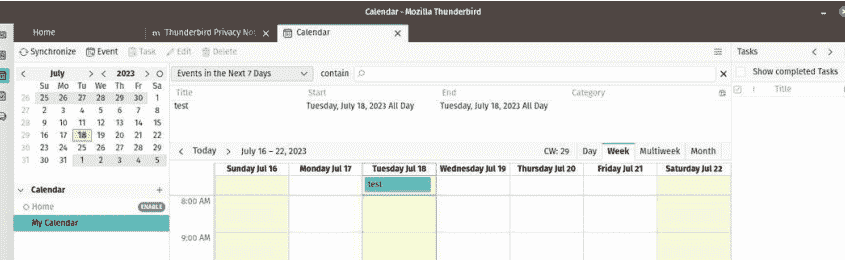 Calendar - Mozilla Thunderbird
Home
Thunderbird Privacy No
Calendar
Synchronize Event Task Edit Delete
Tasks
July 2023
Su Mo Tu We Th Fr Sa
26 25 26 27 28 29 30 1
27 2 3 4 5 6 7 8
28 9 10 11 12 13 14 15
29 16 17 18 19 20 21 22
30 23 24 25 26 27 28 29
31 30 31 1 2 3 4 5
Calendar
Home ENABLE
My Calendar
Events in the Next 7 Days contain
Title Start End Category
test Tuesday, July 18, 2023 All Day Tuesday, July 18, 2023 All Day
Today July 16 – 22, 2023 CW: 29 Day Week Multiweek Month
Sunday Jul 16 Monday Jul 17 Tuesday Jul 18 Wednesday Jul 19 Thursday Jul 20 Friday Jul 21 Saturday Jul 22
test
8:00 AM
9:00 AM
Show completed Tasks
! Title